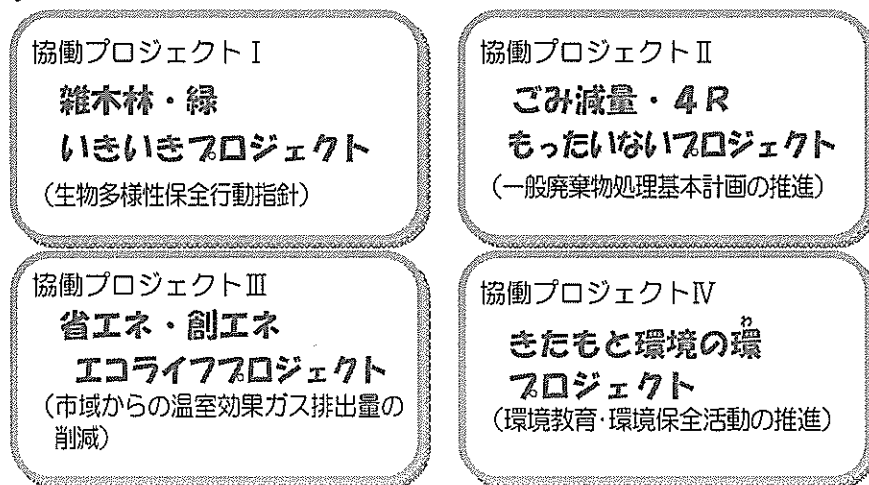 協働プロジェクトⅠ
雑木林・緑
いきいきプロジェクト
(生物多様性保全行動指針)
協働プロジェクトⅡ
ごみ減量・4R
もったいないプロジェクト
(一般廃棄物処理基本計画の推進)
協働プロジェクトⅢ
省エネ・創エネ
エコライフプロジェクト
(市域からの温室効果ガス排出量の
削減)
協働プロジェクトⅣ
わ
きたもと環境の環
プロジェクト
(環境教育・環境保全活動の推進)